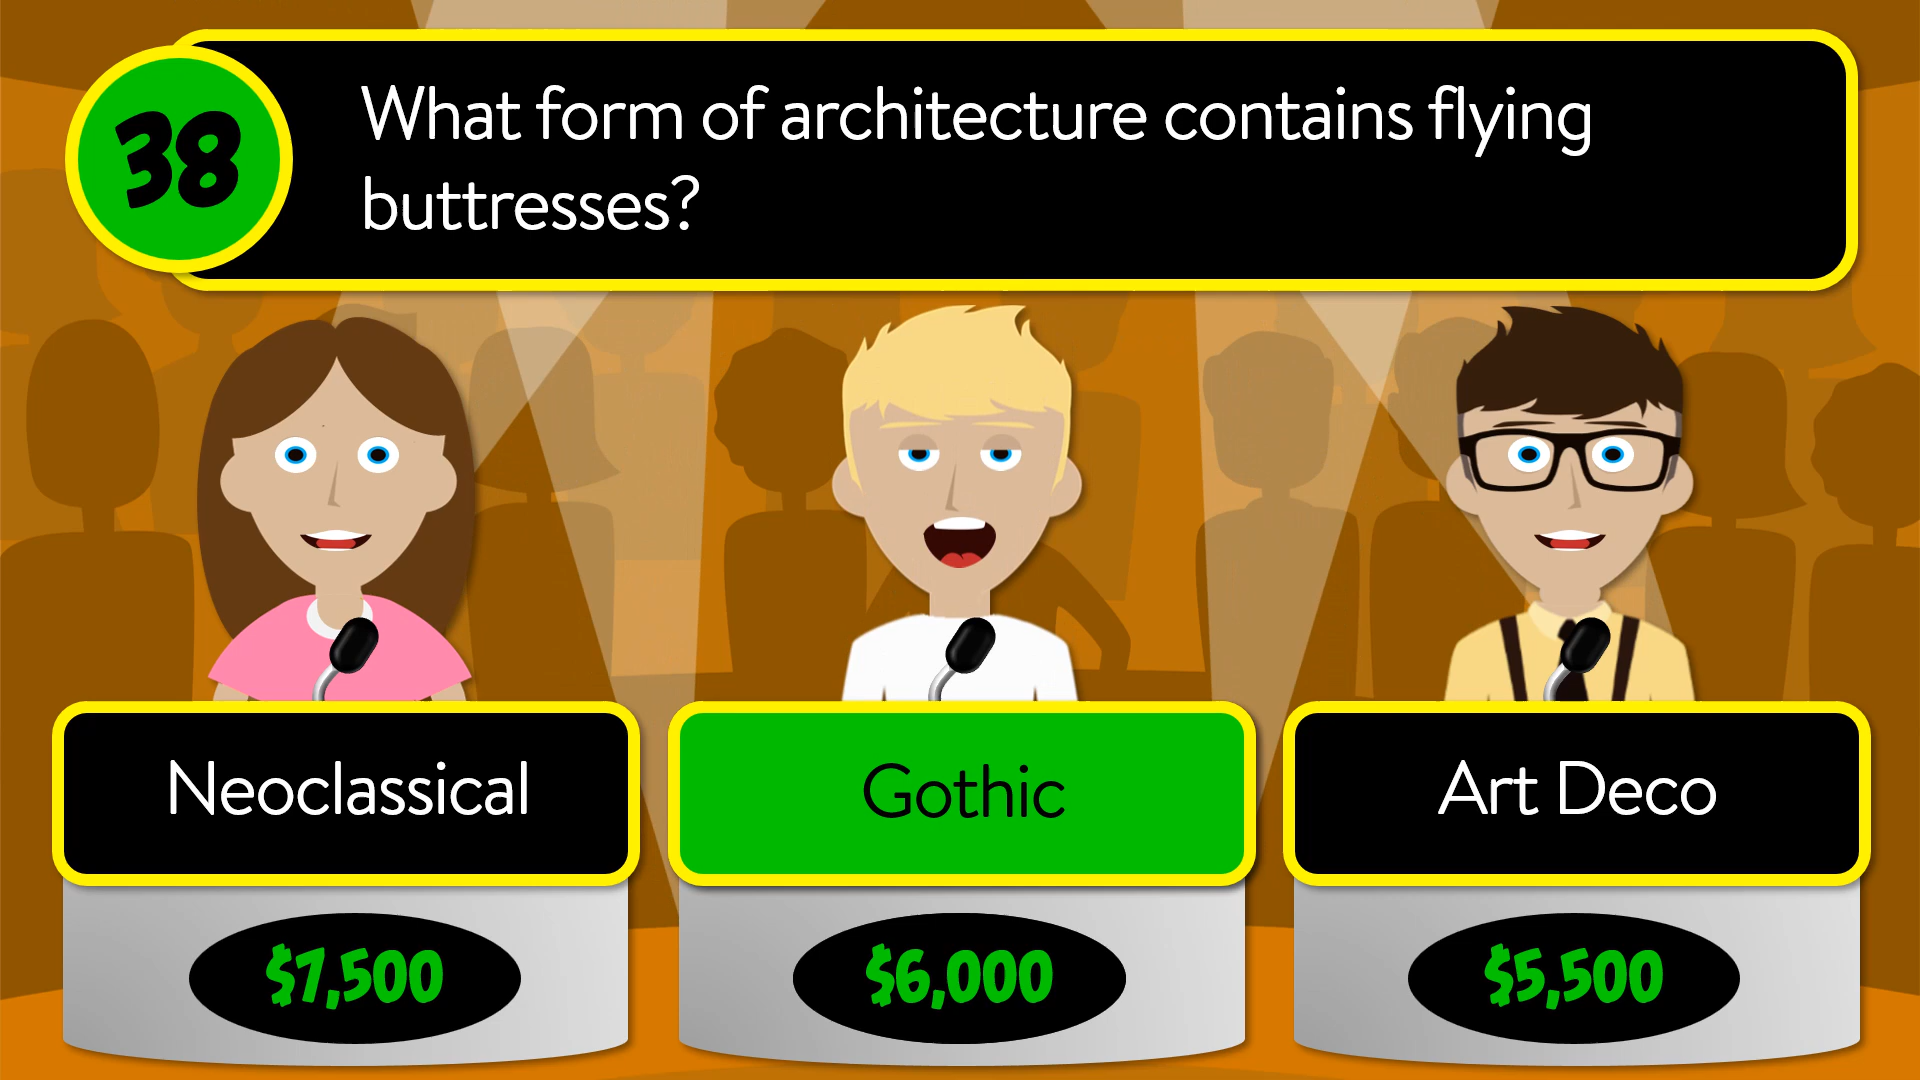 38
What form of architecture contains flying
buttresses?
Neoclassical
Gothic
Art Deco
$7,500
$6,000
$5,500